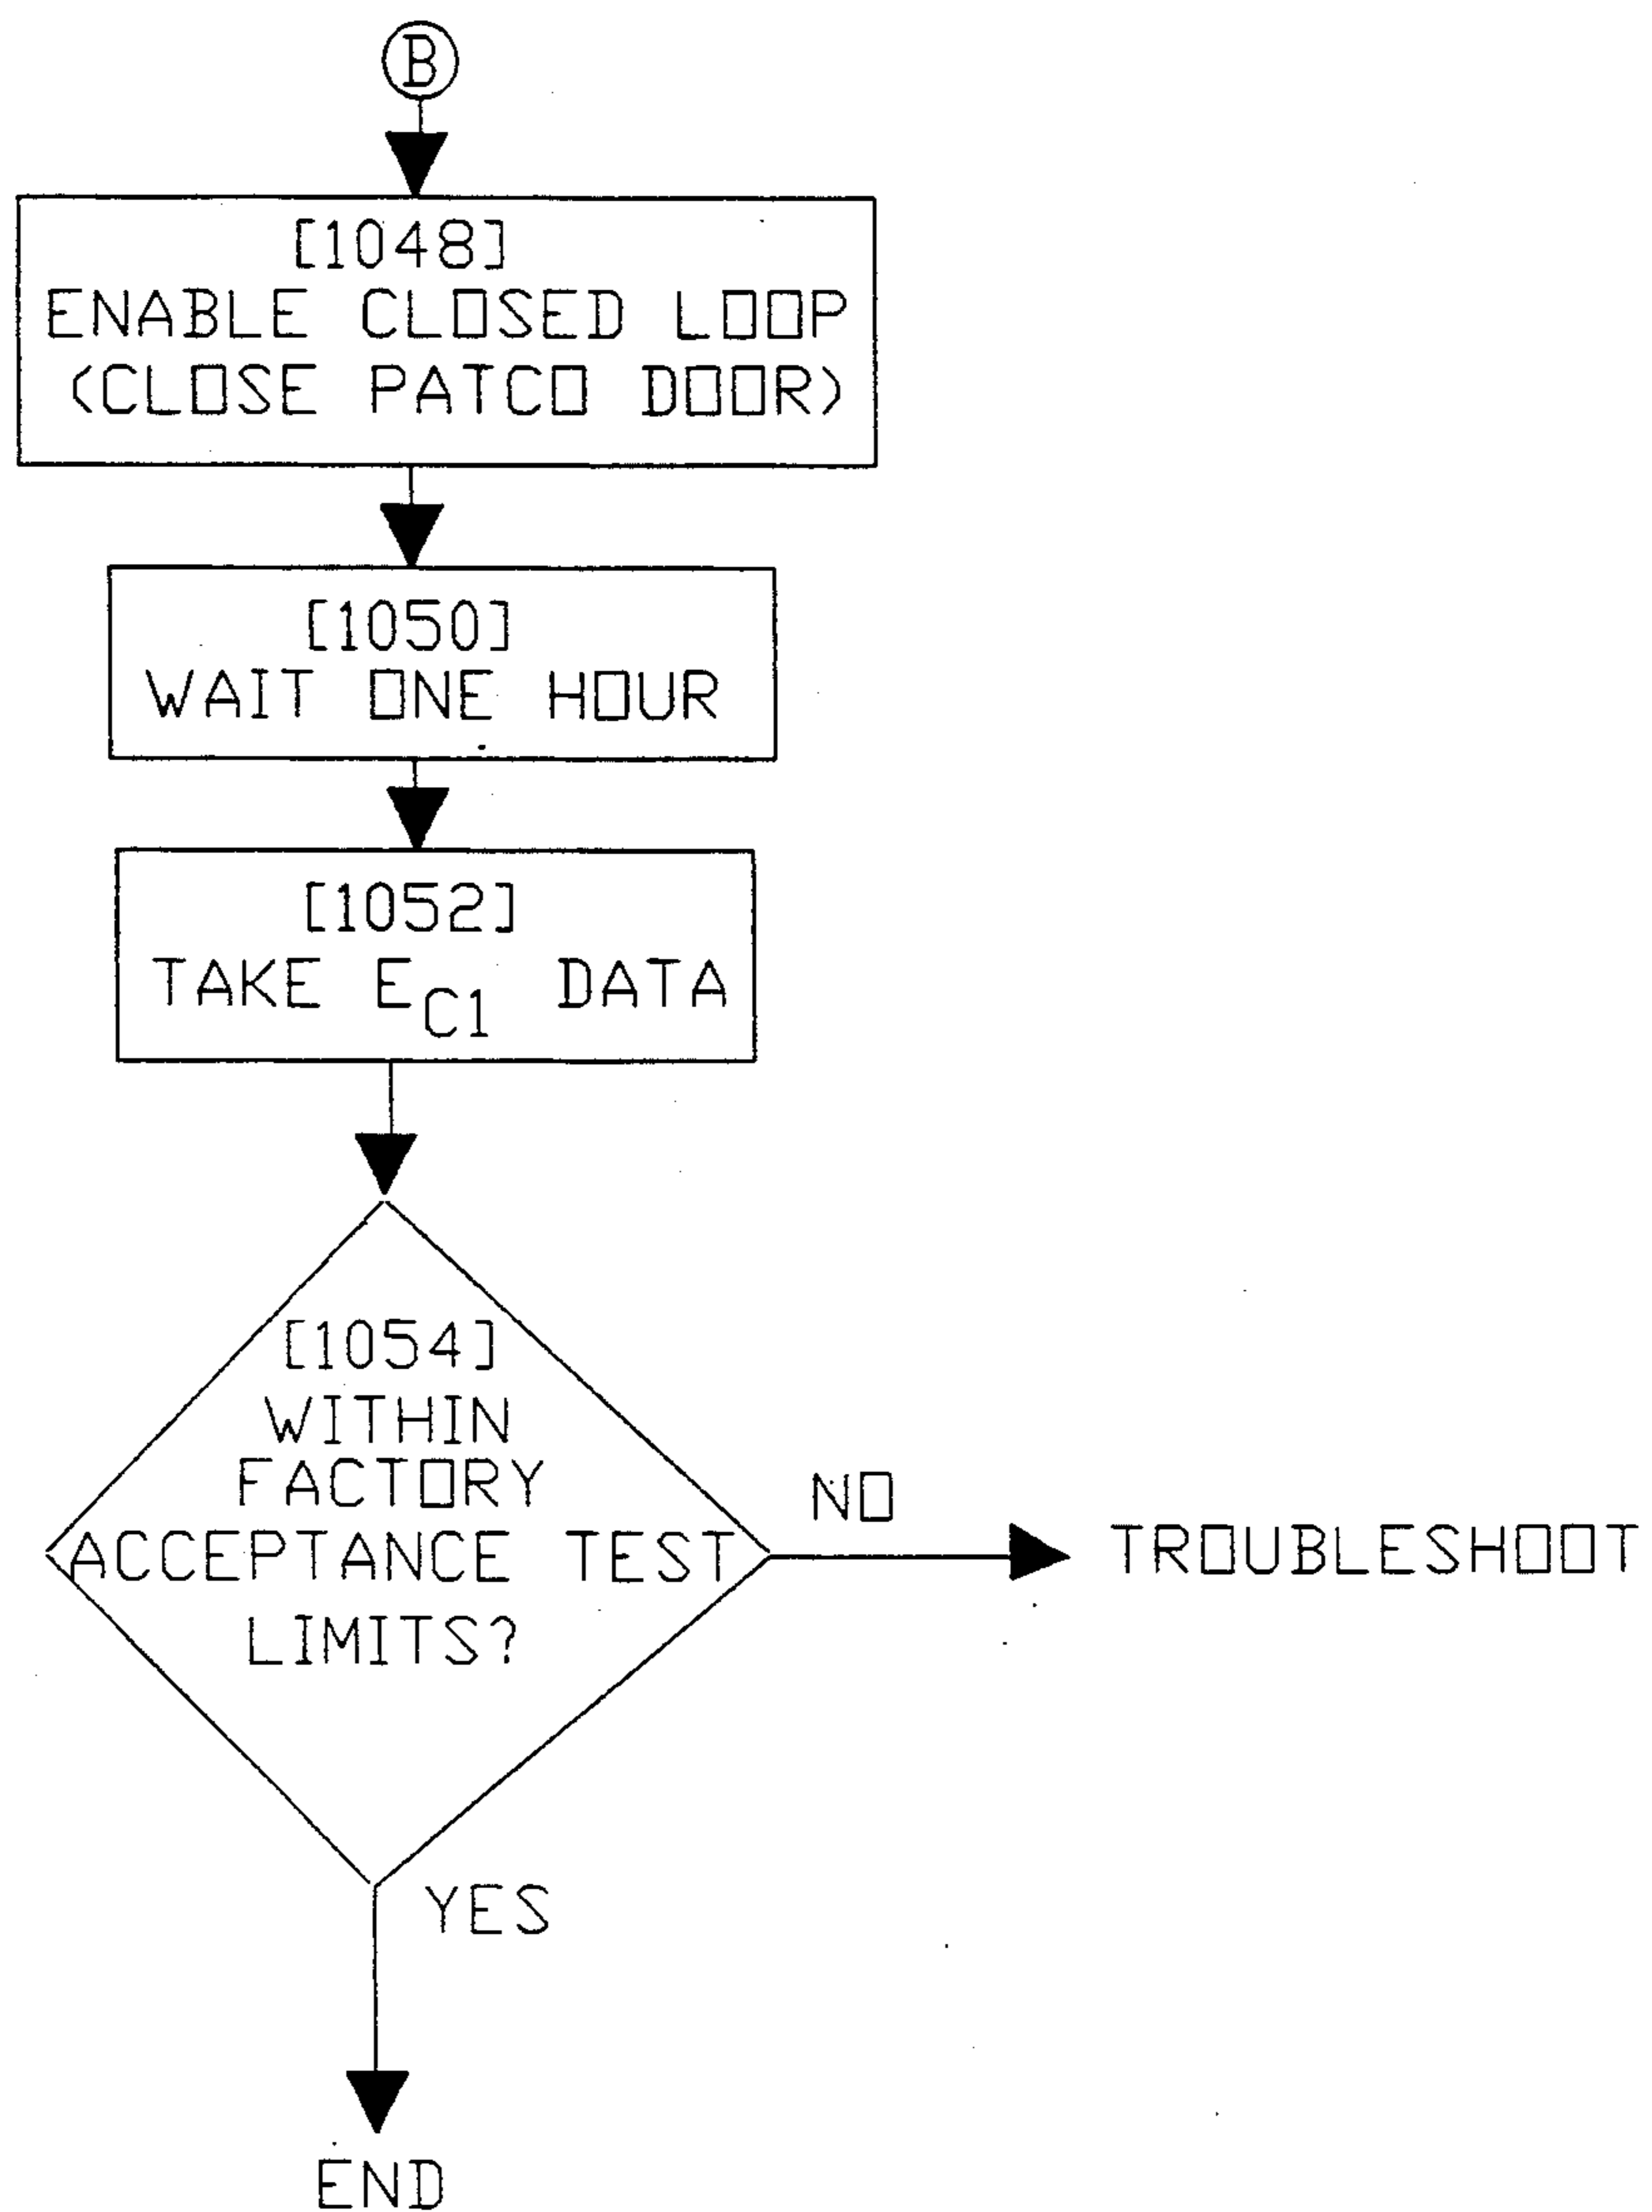 B
[1048]
ENABLE CLOSED LOOP
(CLOSE PATCO DOOR)
[1050]
WAIT ONE HOUR
[1052]
TAKE E_C1 DATA
[1054]
WITHIN
FACTORY
ACCEPTANCE TEST
LIMITS?
NO
TROUBLESHOOT
YES
END